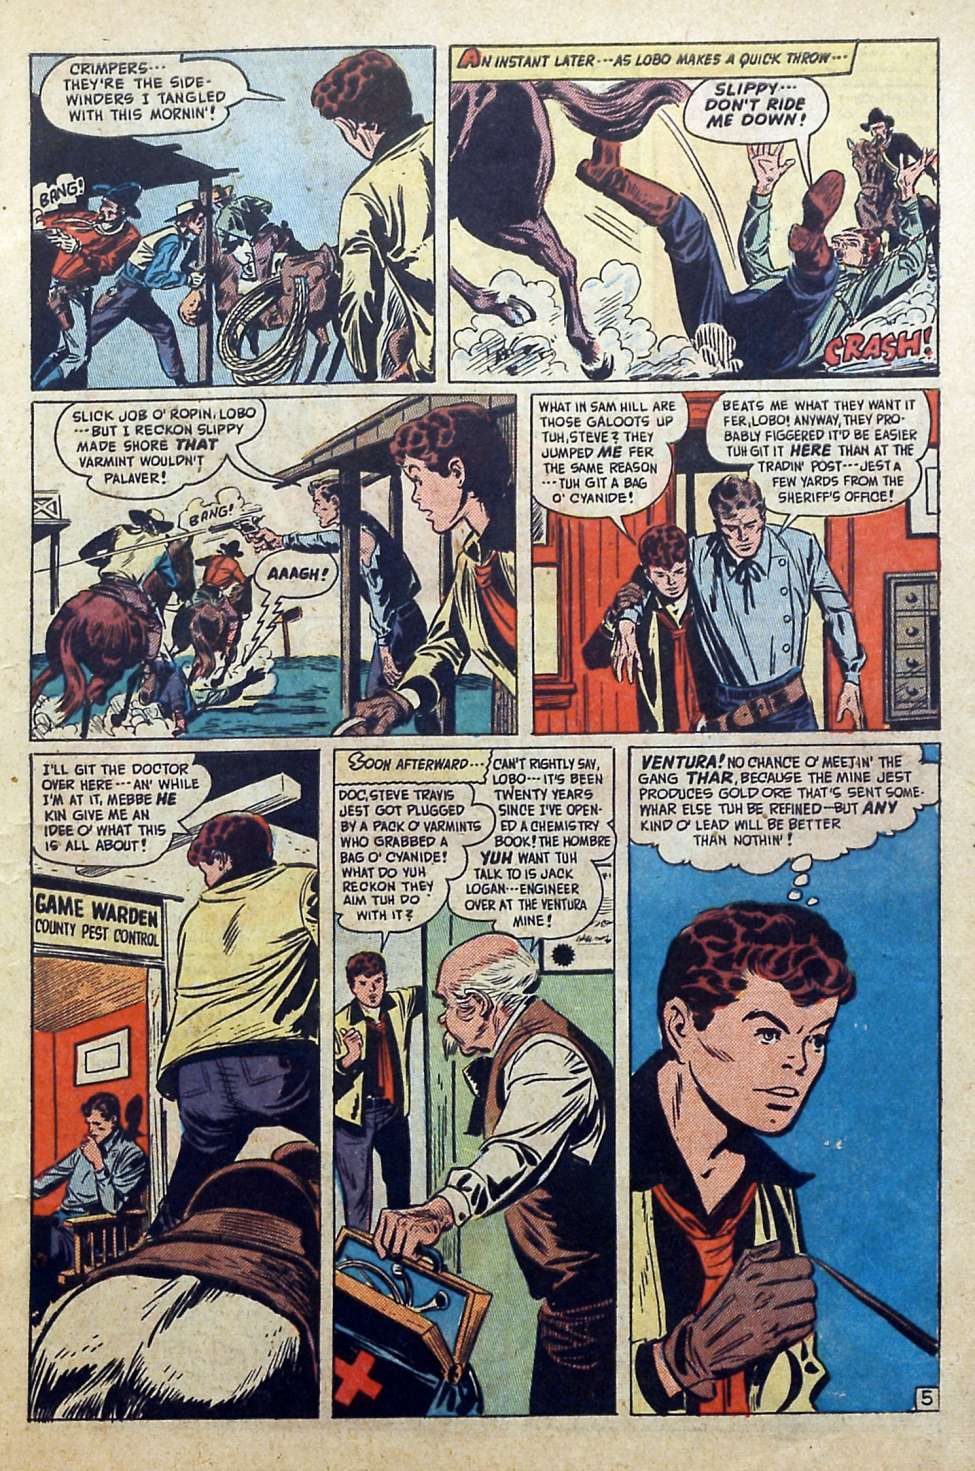 CRIMPERS---
THEY'RE THE SIDE-
WINDERS I TANGLED
WITH THIS MORNIN'!
BANG!
AN INSTANT LATER---AS LOBO MAKES A QUICK THROW---
SLIPPY---
DON'T RIDE
ME DOWN!
CRASH!
SLICK JOB O' ROPIN, LOBO
---BUT I RECKON SLIPPY
MADE SHORE THAT
VARMINT WOULDN'T
PALAVER!
BANG!
AAAGH!
WHAT IN SAM HILL ARE
THOSE GALOOTS UP
TUH, STEVE? THEY
JUMPED ME FER
THE SAME REASON
---TUH GIT A BAG
O' CYANIDE!
BEATS ME WHAT THEY WANT IT
FER, LOBO! ANYWAY, THEY PRO-
BABLY FIGGERED IT'D BE EASIER
TUH GIT IT HERE THAN AT THE
TRADIN' POST---JEST A
FEW YARDS FROM THE
SHERIFF'S OFFICE!
I'LL GIT THE DOCTOR
OVER HERE---AN' WHILE
I'M AT IT, MEBBE HE
KIN GIVE ME AN
IDEE O' WHAT THIS
IS ALL ABOUT!
GAME WARDEN
COUNTY PEST CONTROL
SOON AFTERWARD---
DOC, STEVE TRAVIS
JEST GOT PLUGGED
BY A PACK O' VARMINTS
WHO GRABBED A
BAG O' CYANIDE!
WHAT DO YUH
RECKON THEY
AIM TUH DO
WITH IT?
CAN'T RIGHTLY SAY,
LOBO---IT'S BEEN
TWENTY YEARS
SINCE I'VE OPEN-
ED A CHEMISTRY
BOOK! THE HOMBRE
YUH WANT TUH
TALK TO IS JACK
LOGAN---ENGINEER
OVER AT THE VENTURA
MINE!
VENTURA! NO CHANCE O' MEETIN' THE
GANG THAR, BECAUSE THE MINE JEST
PRODUCES GOLD ORE THAT'S SENT SOME-
WHAR ELSE TUH BE REFINED--BUT ANY
KIND O' LEAD WILL BE BETTER
THAN NOTHIN'!
5